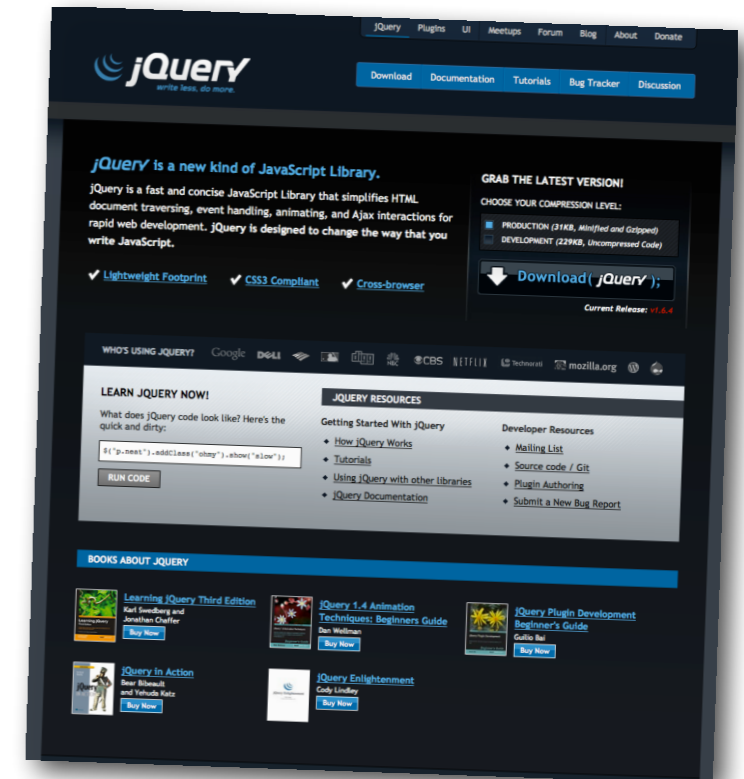 jQuery Plugins UI Meetups Forum Blog About Donate
jQuery
write less, do more.
Download Documentation Tutorials Bug Tracker Discussion
jQuery is a new kind of JavaScript Library.
jQuery is a fast and concise JavaScript Library that simplifies HTML
document traversing, event handling, animating, and Ajax interactions for
rapid web development. jQuery is designed to change the way that you
write JavaScript.
Lightweight Footprint CSS3 Compliant Cross-browser
GRAB THE LATEST VERSION!
CHOOSE YOUR COMPRESSION LEVEL:
PRODUCTION (31KB, Minified and Gzipped)
DEVELOPMENT (229KB, Uncompressed Code)
Download( jQuery );
Current Release: v1.6.4
WHO'S USING JQUERY? Google DELL digg NBC CBS NETFLIX Technorati mozilla.org
LEARN JQUERY NOW!
What does jQuery code look like? Here's the
quick and dirty:
$("p.neat").addClass("ohmy").show("slow");
RUN CODE
JQUERY RESOURCES
Getting Started With jQuery
How jQuery Works
Tutorials
Using jQuery with other libraries
jQuery Documentation
Developer Resources
Mailing List
Source code / Git
Plugin Authoring
Submit a New Bug Report
BOOKS ABOUT JQUERY
Learning jQuery Third Edition
Karl Swedberg and
Jonathan Chaffer
Buy Now
jQuery 1.4 Animation
Techniques: Beginners Guide
Dan Wellman
Buy Now
jQuery Plugin Development
Beginner's Guide
Guilio Bai
Buy Now
jQuery in Action
Bear Bibeault
and Yehuda Katz
Buy Now
jQuery Enlightenment
Cody Lindley
Buy Now